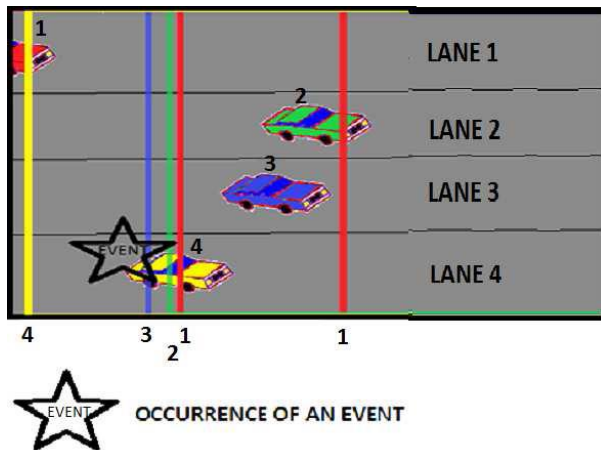 1
LANE 1
2
LANE 2
3
LANE 3
EVENT
4
LANE 4
4
3
2
1
1
EVENT
OCCURRENCE OF AN EVENT